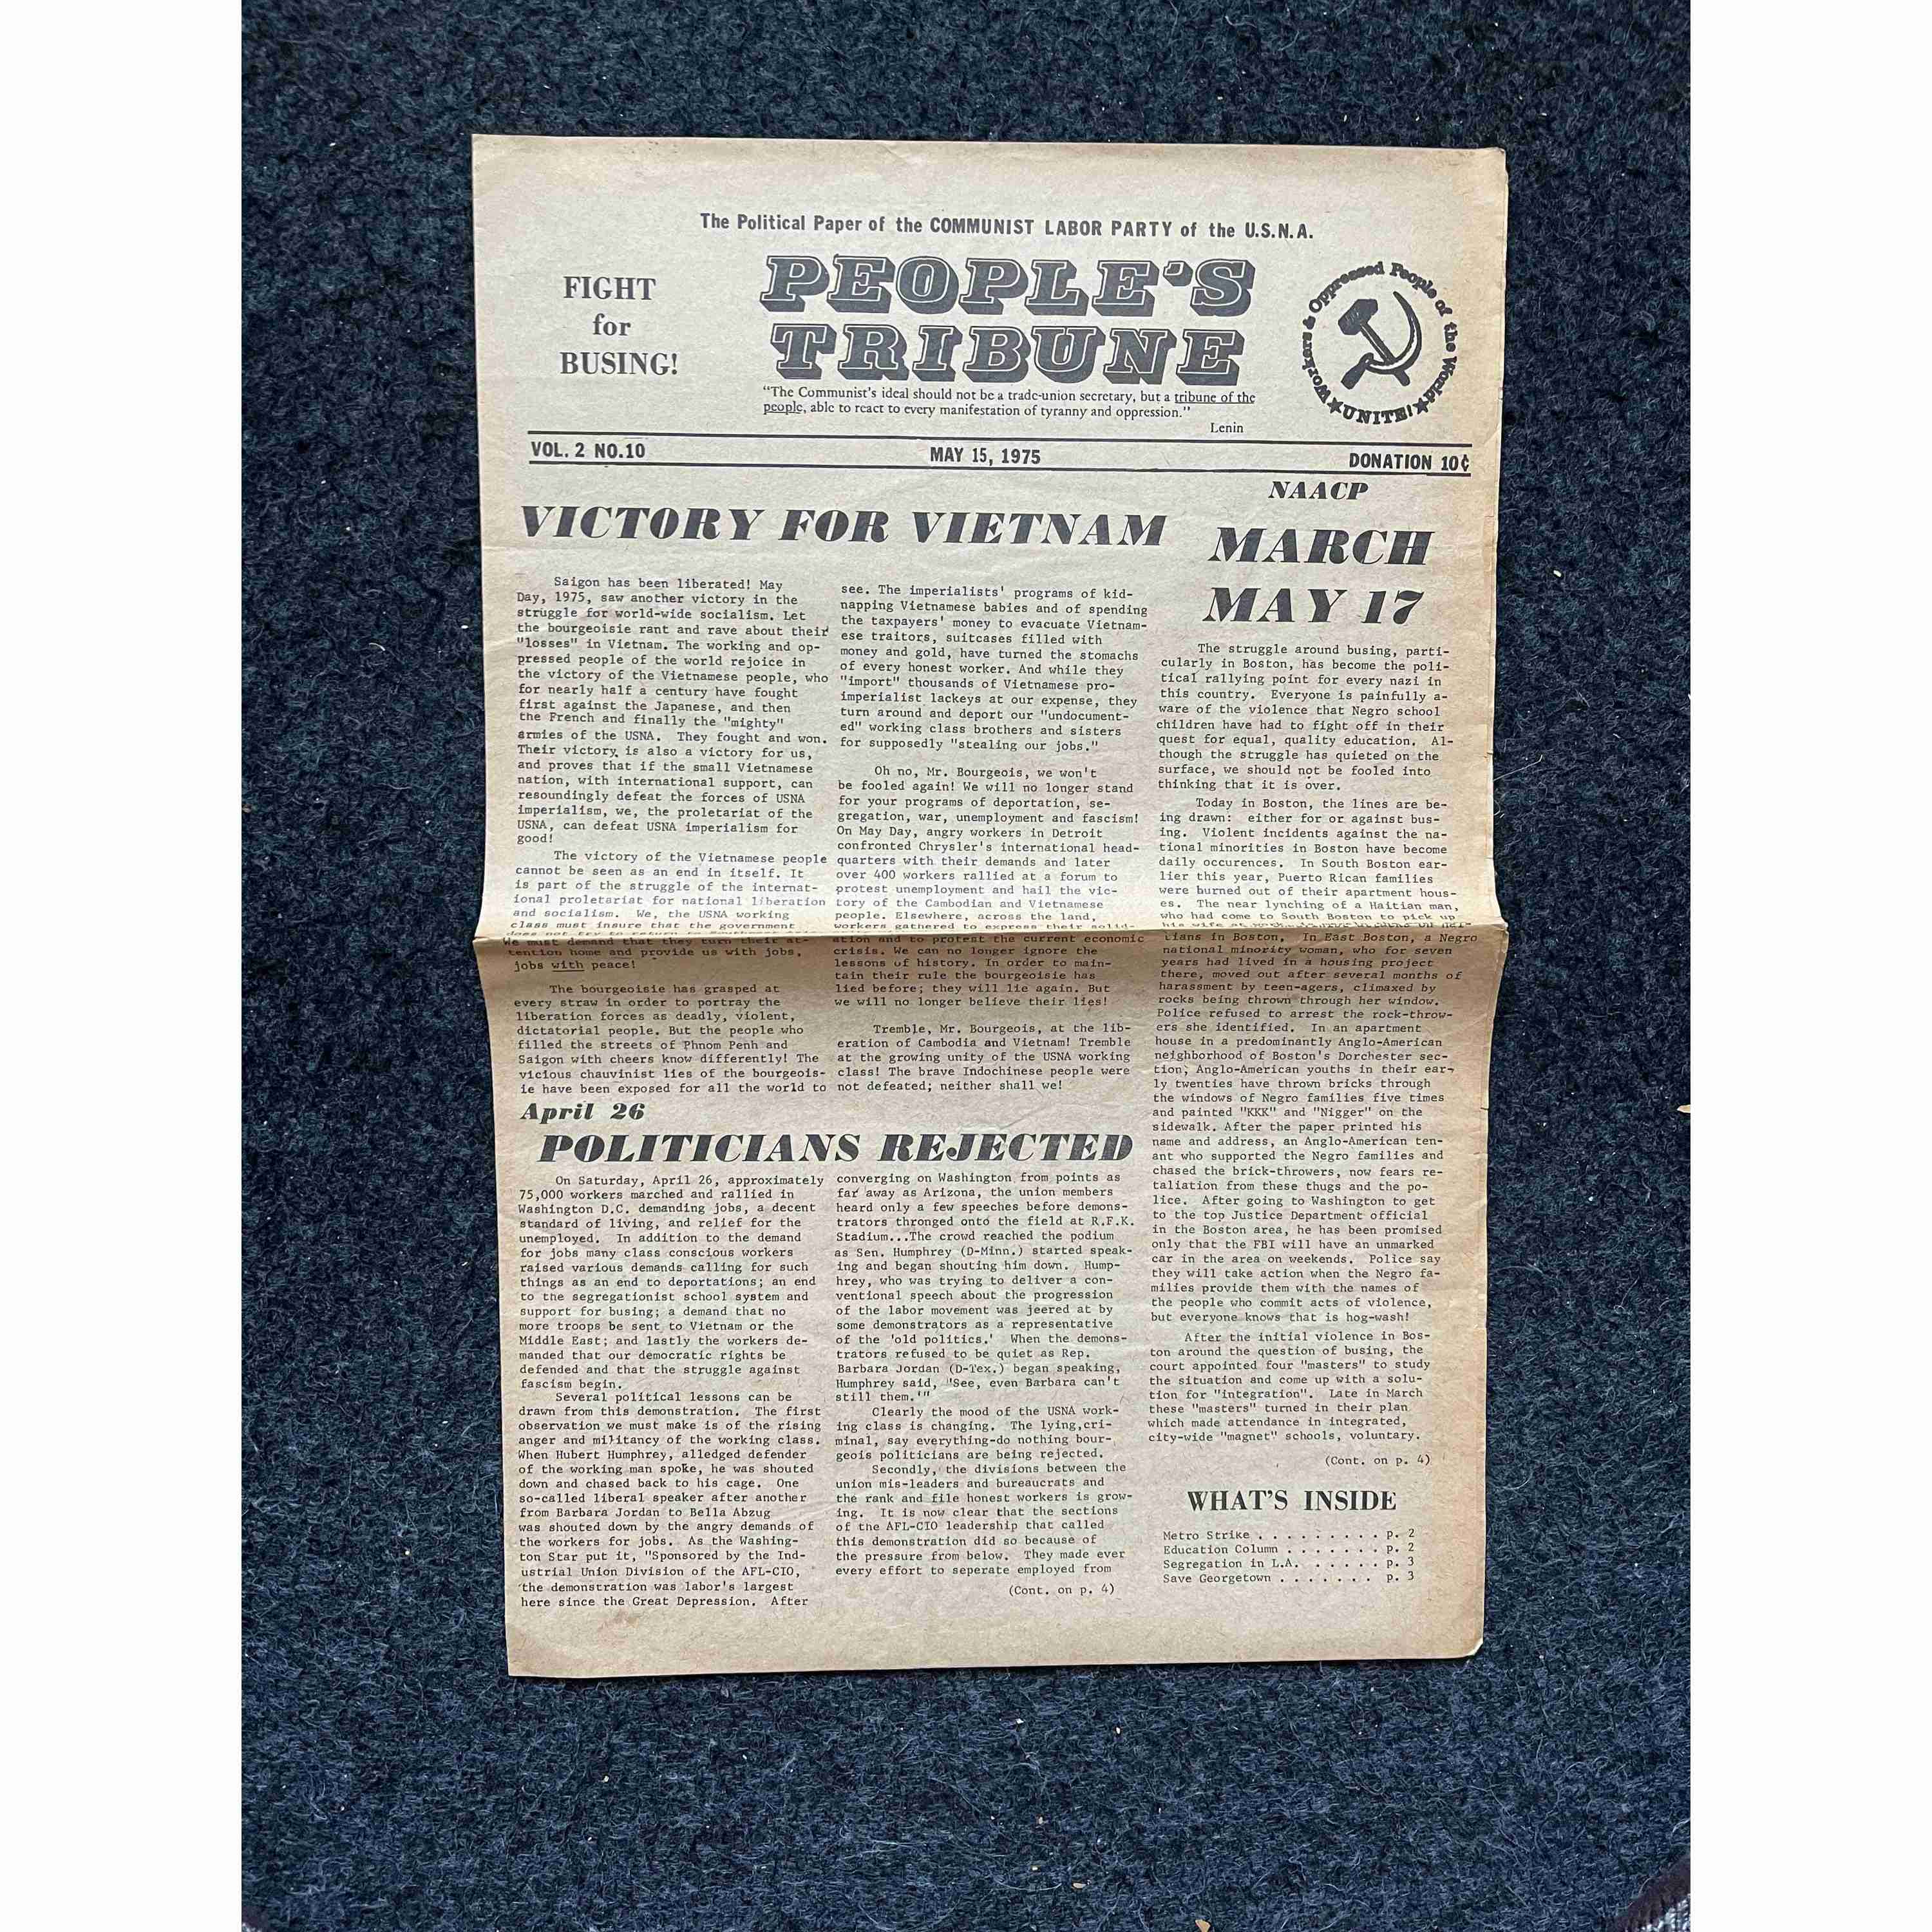 The Political Paper of the COMMUNIST LABOR PARTY of the U.S.N.A.
FIGHT
for
BUSING!
PEOPLE'S
TRIBUNE
"The Communist's ideal should not be a trade-union secretary, but a tribune of the
people, able to react to every manifestation of tyranny and oppression."
Lenin
Workers & Oppressed People of the World
UNITE!
VOL. 2 NO.10
MAY 15, 1975
DONATION 10¢
VICTORY FOR VIETNAM
Saigon has been liberated! May
Day, 1975, saw another victory in the
struggle for world-wide socialism. Let
the bourgeoisie rant and rave about their
"losses" in Vietnam. The working and op-
pressed people of the world rejoice in
the victory of the Vietnamese people, who
for nearly half a century have fought
first against the Japanese, and then
the French and finally the "mighty"
armies of the USNA. They fought and won.
Their victory is also a victory for us,
and proves that if the small Vietnamese
nation, with international support, can
resoundingly defeat the forces of USNA
imperialism, we, the proletariat of the
USNA, can defeat USNA imperialism for
good!
The victory of the Vietnamese people
cannot be seen as an end in itself. It
is part of the struggle of the internat-
ional proletariat for national liberation
and socialism. We, the USNA working
class must insure that the government
does not try to return to Southeast
We must demand that they turn their at-
tention home and provide us with jobs,
jobs with peace!
The bourgeoisie has grasped at
every straw in order to portray the
liberation forces as deadly, violent,
dictatorial people. But the people who
filled the streets of Phnom Penh and
Saigon with cheers know differently! The
vicious chauvinist lies of the bourgeois-
ie have been exposed for all the world to
see. The imperialists' programs of kid-
napping Vietnamese babies and of spending
the taxpayers' money to evacuate Vietnam-
ese traitors, suitcases filled with
money and gold, have turned the stomachs
of every honest worker. And while they
"import" thousands of Vietnamese pro-
imperialist lackeys at our expense, they
turn around and deport our "undocument-
ed" working class brothers and sisters
for supposedly "stealing our jobs."
Oh no, Mr. Bourgeois, we won't
be fooled again! We will no longer stand
for your programs of deportation, se-
gregation, war, unemployment and fascism!
On May Day, angry workers in Detroit
confronted Chrysler's international head-
quarters with their demands and later
over 400 workers rallied at a forum to
protest unemployment and hail the vic-
tory of the Cambodian and Vietnamese
people. Elsewhere, across the land,
workers gathered to express their solid-
ation and to protest the current economic
crisis. We can no longer ignore the
lessons of history. In order to main-
tain their rule the bourgeoisie has
lied before; they will lie again. But
we will no longer believe their lies!
Tremble, Mr. Bourgeois, at the lib-
eration of Cambodia and Vietnam! Tremble
at the growing unity of the USNA working
class! The brave Indochinese people were
not defeated; neither shall we!
NAACP
MARCH
MAY 17
The struggle around busing, parti-
cularly in Boston, has become the poli-
tical rallying point for every nazi in
this country. Everyone is painfully a-
ware of the violence that Negro school
children have had to fight off in their
quest for equal, quality education. Al-
though the struggle has quieted on the
surface, we should not be fooled into
thinking that it is over.
Today in Boston, the lines are be-
ing drawn: either for or against bus-
ing. Violent incidents against the na-
tional minorities in Boston have become
daily occurences. In South Boston ear-
lier this year, Puerto Rican families
were burned out of their apartment hous-
es. The near lynching of a Haitian man,
who had come to South Boston to pick up
his wife at
tians in Boston. In East Boston, a Negro
national minority woman, who for seven
years had lived in a housing project
there, moved out after several months of
harassment by teen-agers, climaxed by
rocks being thrown through her window.
Police refused to arrest the rock-throw-
ers she identified. In an apartment
house in a predominantly Anglo-American
neighborhood of Boston's Dorchester sec-
tion, Anglo-American youths in their ear-
ly twenties have thrown bricks through
the windows of Negro families five times
and painted "KKK" and "Nigger" on the
sidewalk. After the paper printed his
name and address, an Anglo-American ten-
ant who supported the Negro families and
chased the brick-throwers, now fears re-
taliation from these thugs and the po-
lice. After going to Washington to get
to the top Justice Department official
in the Boston area, he has been promised
only that the FBI will have an unmarked
car in the area on weekends. Police say
they will take action when the Negro fa-
milies provide them with the names of
the people who commit acts of violence,
but everyone knows that is hog-wash!
After the initial violence in Bos-
ton around the question of busing, the
court appointed four "masters" to study
the situation and come up with a solu-
tion for "integration". Late in March
these "masters" turned in their plan
which made attendance in integrated,
city-wide "magnet" schools, voluntary.
(Cont. on p. 4)
April 26
POLITICIANS REJECTED
On Saturday, April 26, approximately
75,000 workers marched and rallied in
Washington D.C. demanding jobs, a decent
standard of living, and relief for the
unemployed. In addition to the demand
for jobs many class conscious workers
raised various demands calling for such
things as an end to deportations; an end
to the segregationist school system and
support for busing; a demand that no
more troops be sent to Vietnam or the
Middle East; and lastly the workers de-
manded that our democratic rights be
defended and that the struggle against
fascism begin.
Several political lessons can be
drawn from this demonstration. The first
observation we must make is of the rising
anger and militancy of the working class.
When Hubert Humphrey, alledged defender
of the working man spoke, he was shouted
down and chased back to his cage. One
so-called liberal speaker after another
from Barbara Jordan to Bella Abzug
was shouted down by the angry demands of
the workers for jobs. As the Washing-
ton Star put it, "Sponsored by the Ind-
ustrial Union Division of the AFL-CIO,
the demonstration was labor's largest
here since the Great Depression. After
converging on Washington from points as
far away as Arizona, the union members
heard only a few speeches before demons-
trators thronged onto the field at R.F.K.
Stadium...The crowd reached the podium
as Sen. Humphrey (D-Minn.) started speak-
ing and began shouting him down. Hump-
hrey, who was trying to deliver a con-
ventional speech about the progression
of the labor movement was jeered at by
some demonstrators as a representative
of the 'old politics.' When the demons-
trators refused to be quiet as Rep.
Barbara Jordan (D-Tex.) began speaking,
Humphrey said, 'See, even Barbara can't
still them.'"
Clearly the mood of the USNA work-
ing class is changing. The lying,cri-
minal, say everything-do nothing bour-
geois politicians are being rejected.
Secondly, the divisions between the
union mis-leaders and bureaucrats and
the rank and file honest workers is grow-
ing. It is now clear that the sections
of the AFL-CIO leadership that called
this demonstration did so because of
the pressure from below. They made ever
every effort to seperate employed from
(Cont. on p. 4)
WHAT'S INSIDE
Metro Strike . . . . . . . . . p. 2
Education Column . . . . . . . p. 2
Segregation in L.A. . . . . . . p. 3
Save Georgetown . . . . . . . p. 3